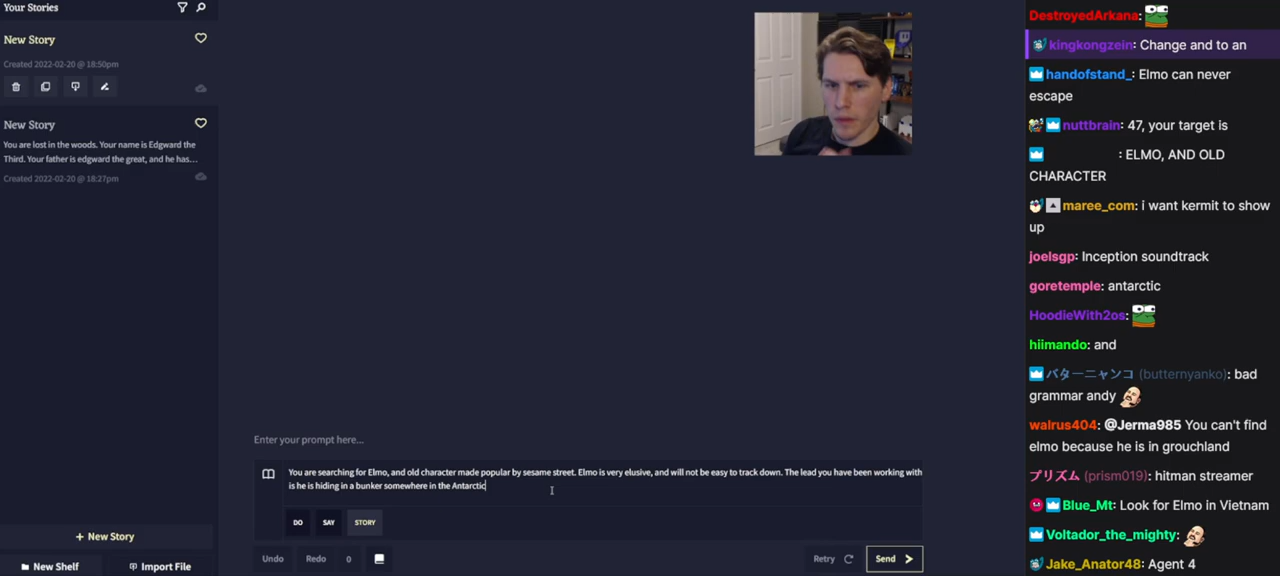 Your Stories
New Story
Created 2022-02-20 @ 18:50pm
New Story
You are lost in the woods. Your name is Edgward the
Third. Your father is edgward the great, and he has...
Created 2022-02-20 @ 18:27pm
+ New Story
New Shelf
Import File
Enter your prompt here...
You are searching for Elmo, and old character made popular by sesame street. Elmo is very elusive, and will not be easy to track down. The lead you have been working with
is he is hiding in a bunker somewhere in the Antarctic
DO
SAY
STORY
Undo
Redo
0
Retry
Send
DestroyedArkana:
kingkongzein: Change and to an
handofstand_: Elmo can never
escape
nuttbrain: 47, your target is
: ELMO, AND OLD
CHARACTER
maree_com: i want kermit to show
up
joelsgp: Inception soundtrack
goretemple: antarctic
HoodieWith2os:
hiimando: and
バターニャンコ (butternyanko): bad
grammar andy
walrus404: @Jerma985 You can't find
elmo because he is in grouchland
プリズム (prism019): hitman streamer
Blue_Mt: Look for Elmo in Vietnam
Voltador_the_mighty:
Jake_Anator48: Agent 4